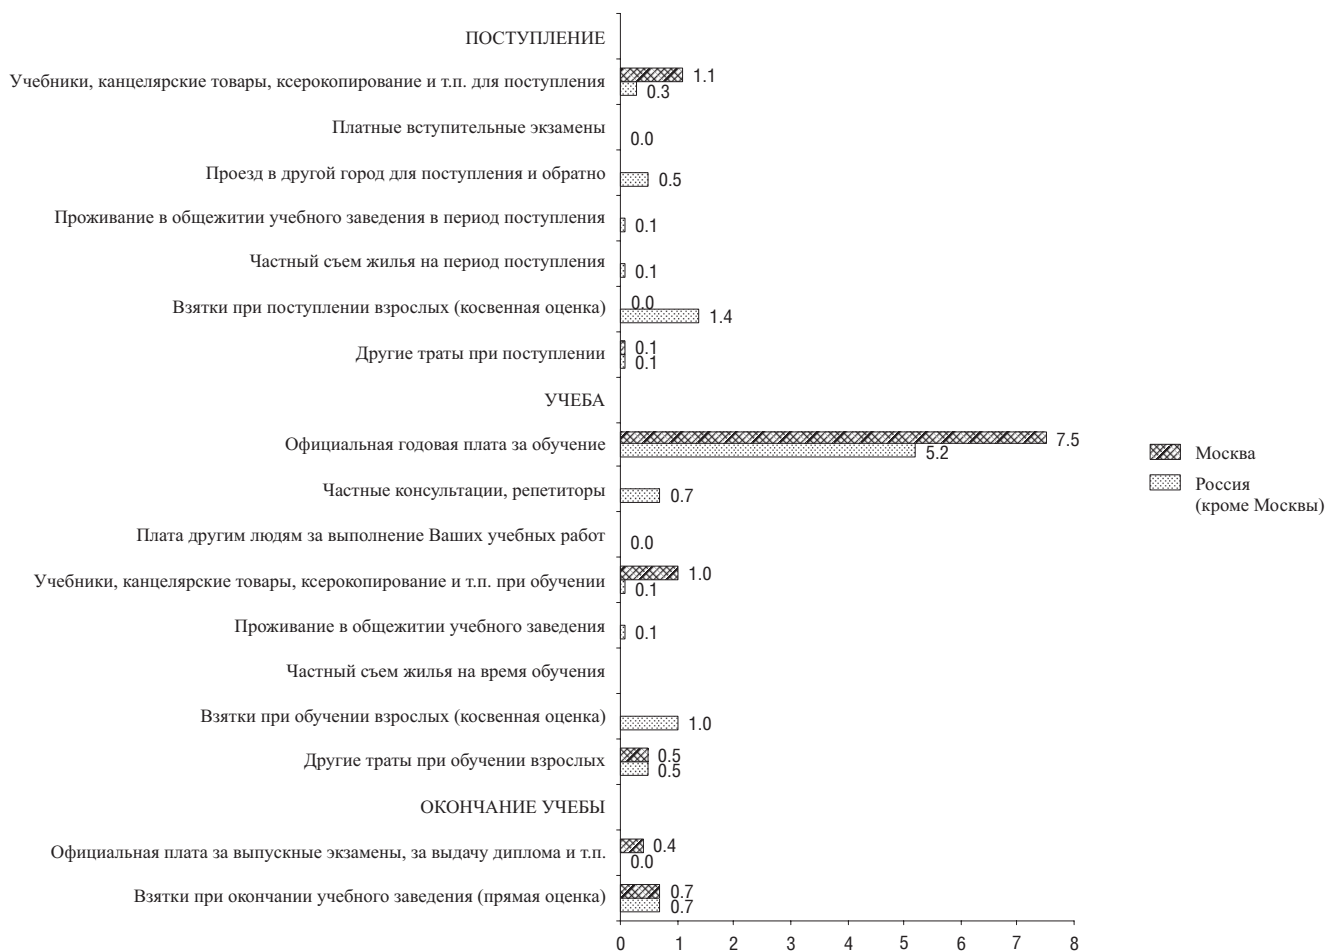 ПОСТУПЛЕНИЕ
Учебники, канцелярские товары, ксерокопирование и т.п. для поступления
1.1
0.3
Платные вступительные экзамены
0.0
Проезд в другой город для поступления и обратно
0.5
Проживание в общежитии учебного заведения в период поступления
0.1
Частный съем жилья на период поступления
0.1
Взятки при поступлении взрослых (косвенная оценка)
0.0
1.4
Другие траты при поступлении
0.1
0.1
УЧЕБА
Официальная годовая плата за обучение
7.5
5.2
Частные консультации, репетиторы
0.7
Плата другим людям за выполнение Ваших учебных работ
0.0
Учебники, канцелярские товары, ксерокопирование и т.п. при обучении
1.0
0.1
Проживание в общежитии учебного заведения
0.1
Частный съем жилья на время обучения
Взятки при обучении взрослых (косвенная оценка)
1.0
Другие траты при обучении взрослых
0.5
0.5
ОКОНЧАНИЕ УЧЕБЫ
Официальная плата за выпускные экзамены, за выдачу диплома и т.п.
0.4
0.0
Взятки при окончании учебного заведения (прямая оценка)
0.7
0.7
0 1 2 3 4 5 6 7 8
Москва
Россия
(кроме Москвы)